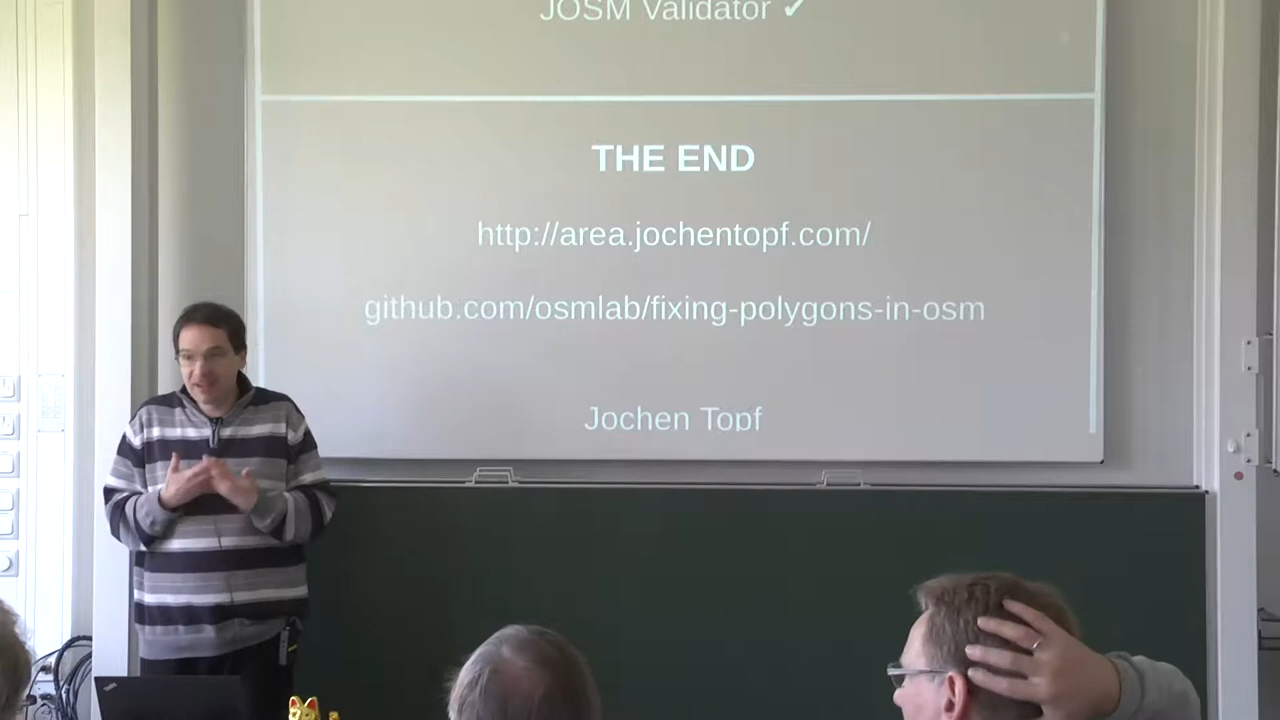 JOSM Validator ✔
THE END
http://area.jochentopf.com/
github.com/osmlab/fixing-polygons-in-osm
Jochen Topf